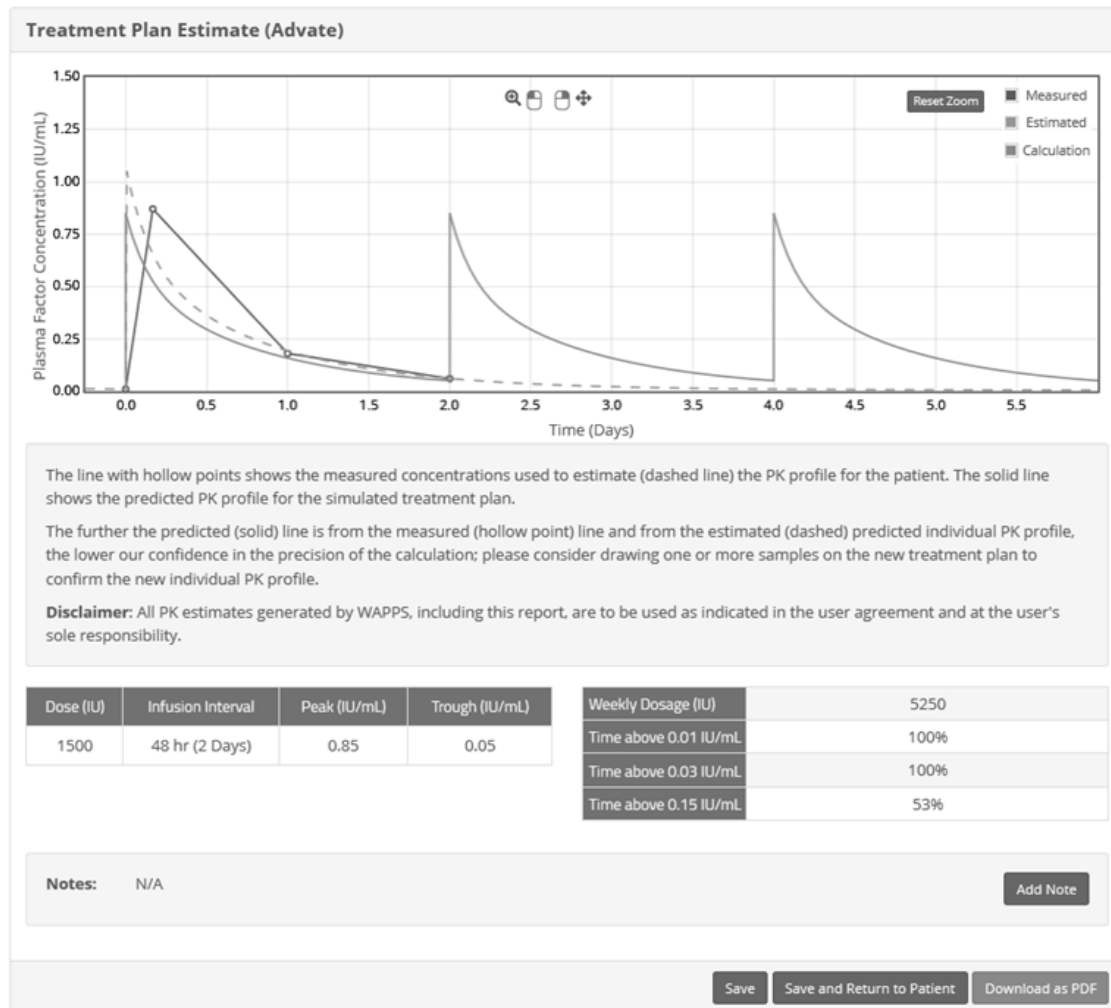 Treatment Plan Estimate (Advate)
1.50
1.25
1.00
0.75
0.50
0.25
0.00
Plasma Factor Concentration (IU/mL)
Reset Zoom
Measured
Estimated
Calculation
0.0 0.5 1.0 1.5 2.0 2.5 3.0 3.5 4.0 4.5 5.0 5.5
Time (Days)
The line with hollow points shows the measured concentrations used to estimate (dashed line) the PK profile for the patient. The solid line
shows the predicted PK profile for the simulated treatment plan.
The further the predicted (solid) line is from the measured (hollow point) line and from the estimated (dashed) predicted individual PK profile,
the lower our confidence in the precision of the calculation; please consider drawing one or more samples on the new treatment plan to
confirm the new individual PK profile.
Disclaimer: All PK estimates generated by WAPPS, including this report, are to be used as indicated in the user agreement and at the user's
sole responsibility.
Dose (IU) Infusion Interval Peak (IU/mL) Trough (IU/mL)
1500 48 hr (2 Days) 0.85 0.05
Weekly Dosage (IU) 5250
Time above 0.01 IU/mL 100%
Time above 0.03 IU/mL 100%
Time above 0.15 IU/mL 53%
Notes: N/A
Add Note
Save Save and Return to Patient Download as PDF